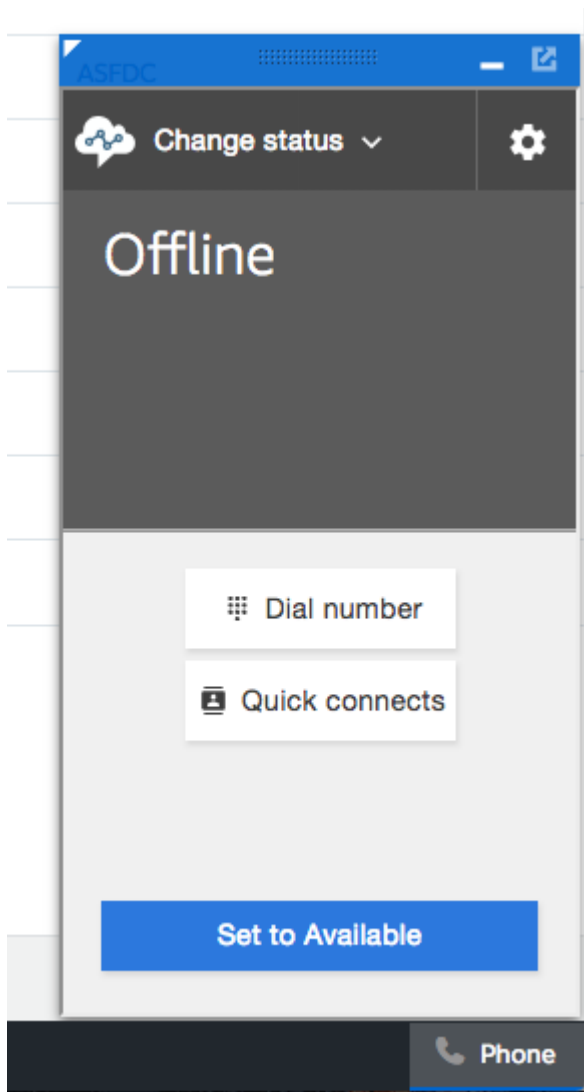 ASFDC
Change status
Offline
Dial number
Quick connects
Set to Available
Phone